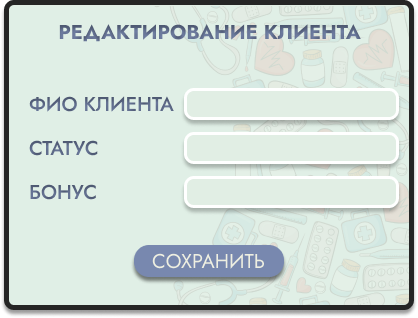 РЕДАКТИРОВАНИЕ КЛИЕНТА
ФИО КЛИЕНТА
СТАТУС
БОНУС
СОХРАНИТЬ